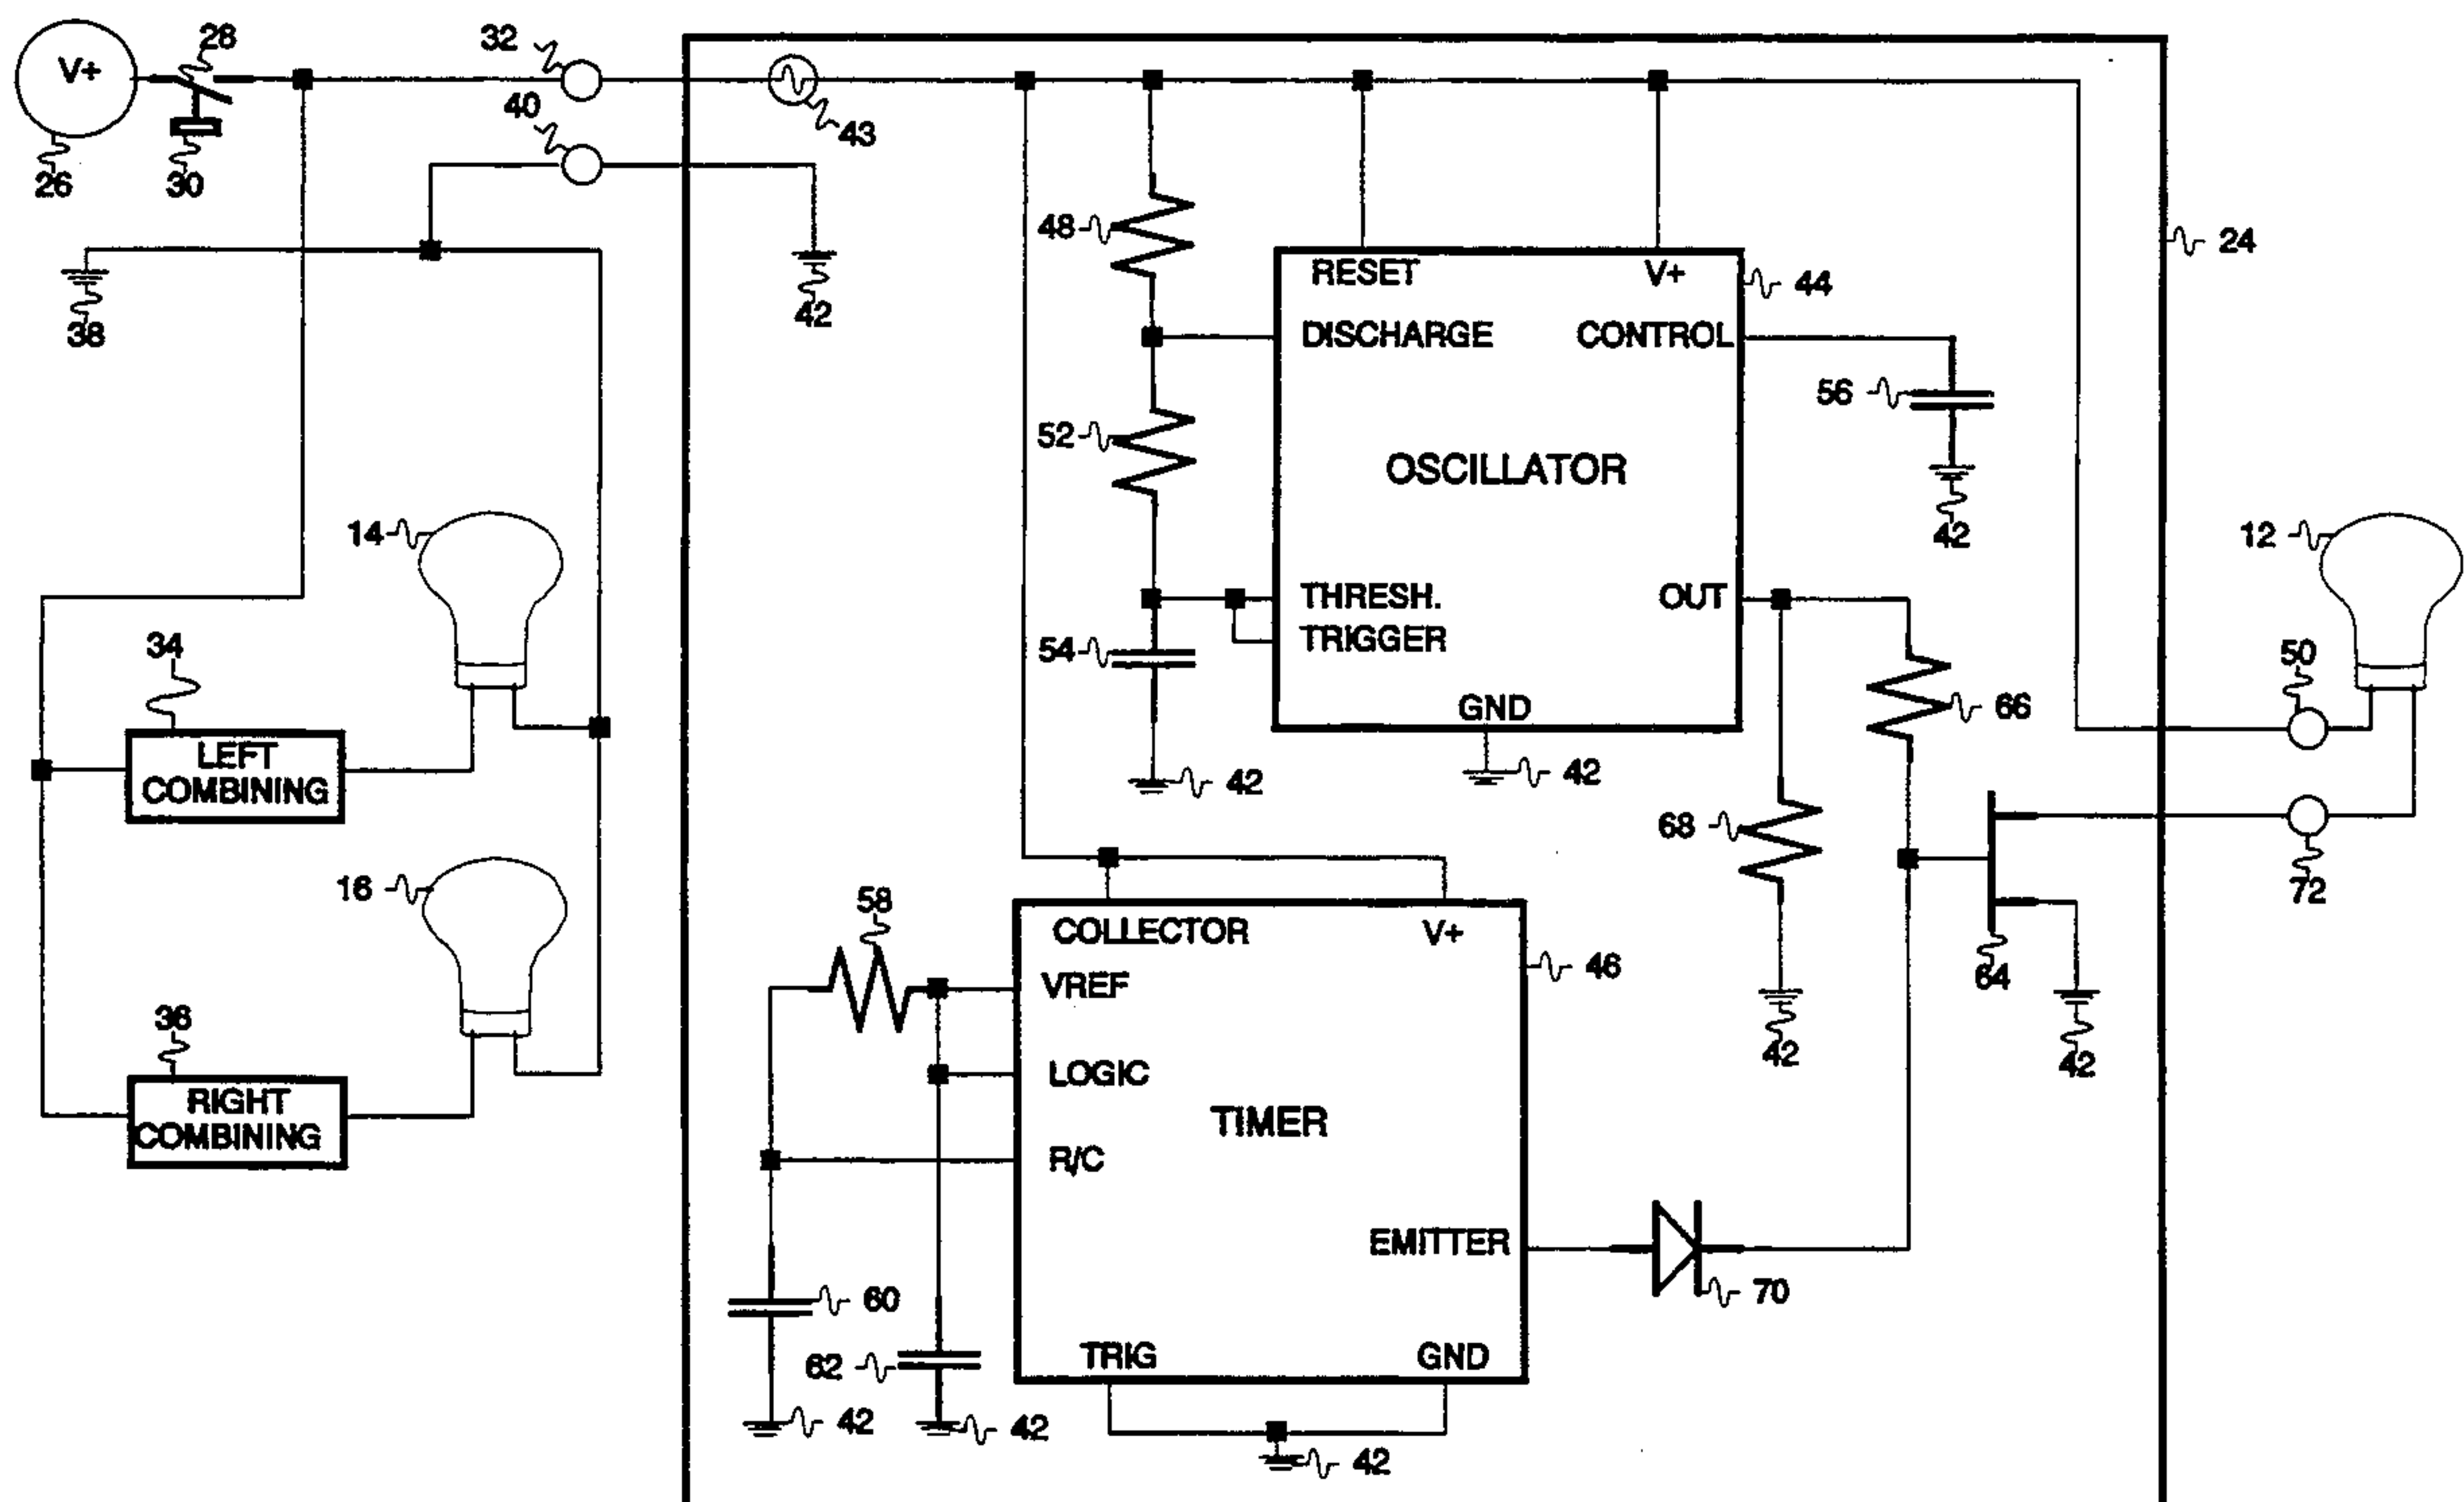 V+
28
32
40
43
26
30
38
42
48
RESET
V+
44
24
DISCHARGE
CONTROL
56
52
OSCILLATOR
42
14
12
THRESH.
OUT
TRIGGER
54
34
50
GND
66
LEFT
COMBINING
42
42
68
16
58
72
COLLECTOR
V+
46
64
VREF
36
42
42
LOGIC
RIGHT
COMBINING
TIMER
R/C
EMITTER
70
60
62
TRIG
GND
42
42
42